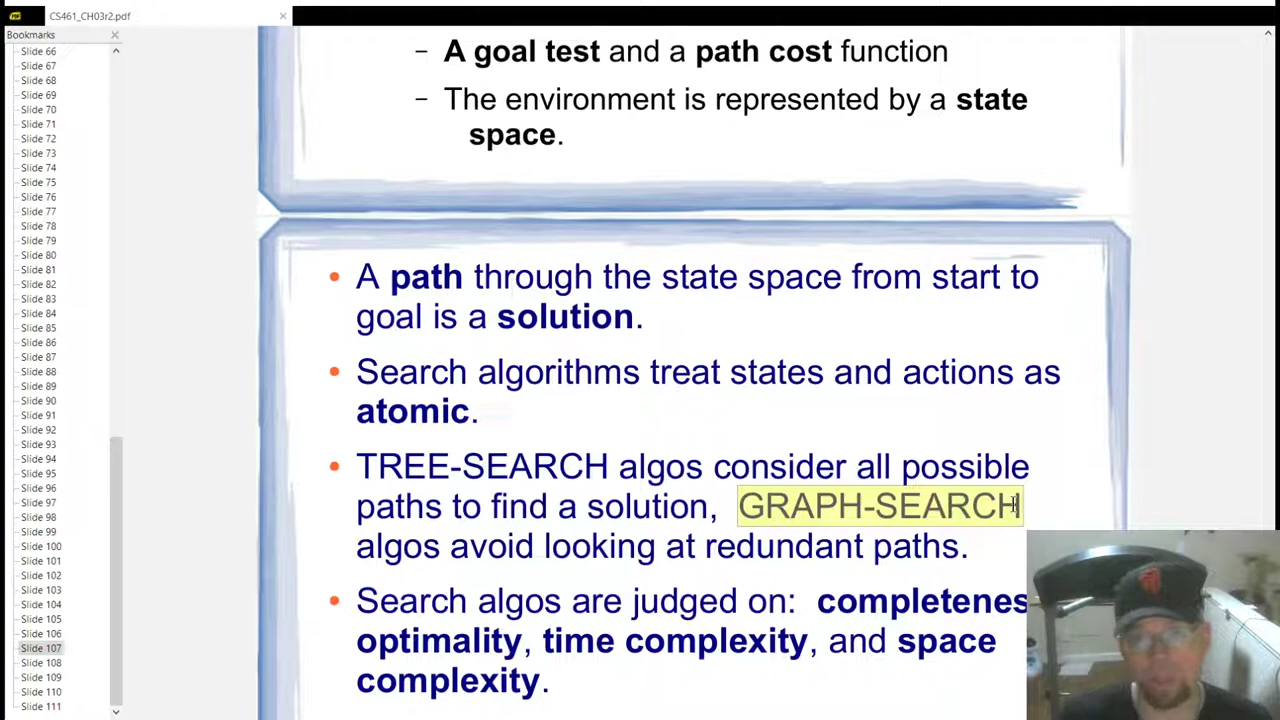 CS461_CH03r2.pdf
Bookmarks
Slide 66
Slide 67
Slide 68
Slide 69
Slide 70
Slide 71
Slide 72
Slide 73
Slide 74
Slide 75
Slide 76
Slide 77
Slide 78
Slide 79
Slide 80
Slide 81
Slide 82
Slide 83
Slide 84
Slide 85
Slide 86
Slide 87
Slide 88
Slide 89
Slide 90
Slide 91
Slide 92
Slide 93
Slide 94
Slide 95
Slide 96
Slide 97
Slide 98
Slide 99
Slide 100
Slide 101
Slide 102
Slide 103
Slide 104
Slide 105
Slide 106
Slide 107
Slide 108
Slide 109
Slide 110
Slide 111
– A goal test and a path cost function
– The environment is represented by a state
space.
• A path through the state space from start to
goal is a solution.
• Search algorithms treat states and actions as
atomic.
• TREE-SEARCH algos consider all possible
paths to find a solution, GRAPH-SEARCH
algos avoid looking at redundant paths.
• Search algos are judged on: completenes
optimality, time complexity, and space
complexity.